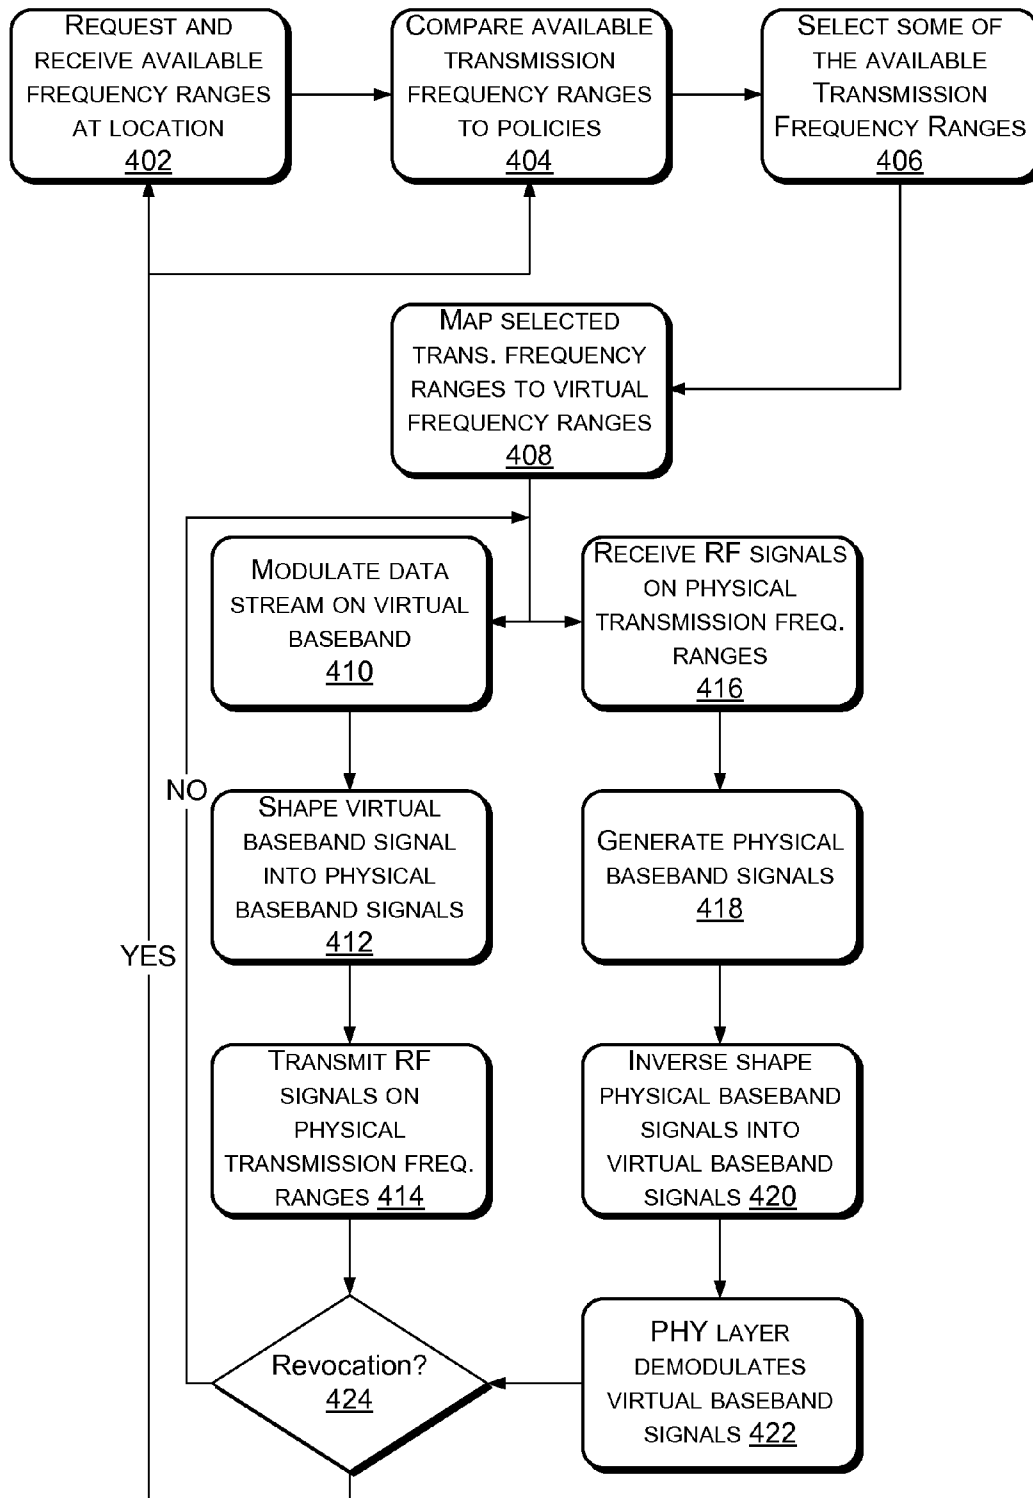 REQUEST AND
RECEIVE AVAILABLE
FREQUENCY RANGES
AT LOCATION
402
COMPARE AVAILABLE
TRANSMISSION
FREQUENCY RANGES
TO POLICIES
404
SELECT SOME OF
THE AVAILABLE
TRANSMISSION
FREQUENCY RANGES
406
MAP SELECTED
TRANS. FREQUENCY
RANGES TO VIRTUAL
FREQUENCY RANGES
408
MODULATE DATA
STREAM ON VIRTUAL
BASEBAND
410
RECEIVE RF SIGNALS
ON PHYSICAL
TRANSMISSION FREQ.
RANGES
416
NO
SHAPE VIRTUAL
BASEBAND SIGNAL
INTO PHYSICAL
BASEBAND SIGNALS
412
GENERATE PHYSICAL
BASEBAND SIGNALS
418
YES
TRANSMIT RF
SIGNALS ON
PHYSICAL
TRANSMISSION FREQ.
RANGES 414
INVERSE SHAPE
PHYSICAL BASEBAND
SIGNALS INTO
VIRTUAL BASEBAND
SIGNALS 420
Revocation?
424
PHY LAYER
DEMODULATES
VIRTUAL BASEBAND
SIGNALS 422